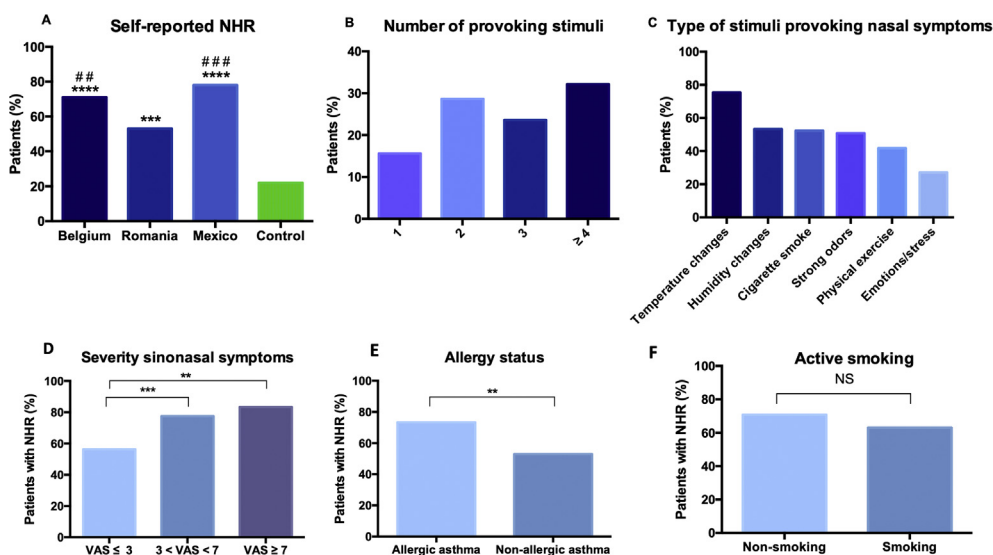 A
Self-reported NHR
Patients (%)
100
80
60
40
20
0
##
****
***
###
****
Belgium Romania Mexico Control
B
Number of provoking stimuli
Patients (%)
40
30
20
10
0
1 2 3 ≥ 4
C
Type of stimuli provoking nasal symptoms
Patients (%)
100
80
60
40
20
0
Temperature changes
Humidity changes
Cigarette smoke
Strong odors
Physical exercise
Emotions/stress
D
Severity sinonasal symptoms
Patients with NHR (%)
100
80
60
40
20
0
**
***
VAS ≤ 3 3 < VAS < 7 VAS ≥ 7
E
Allergy status
Patients with NHR (%)
100
80
60
40
20
0
**
Allergic asthma Non-allergic asthma
F
Active smoking
Patients with NHR (%)
100
80
60
40
20
0
NS
Non-smoking Smoking